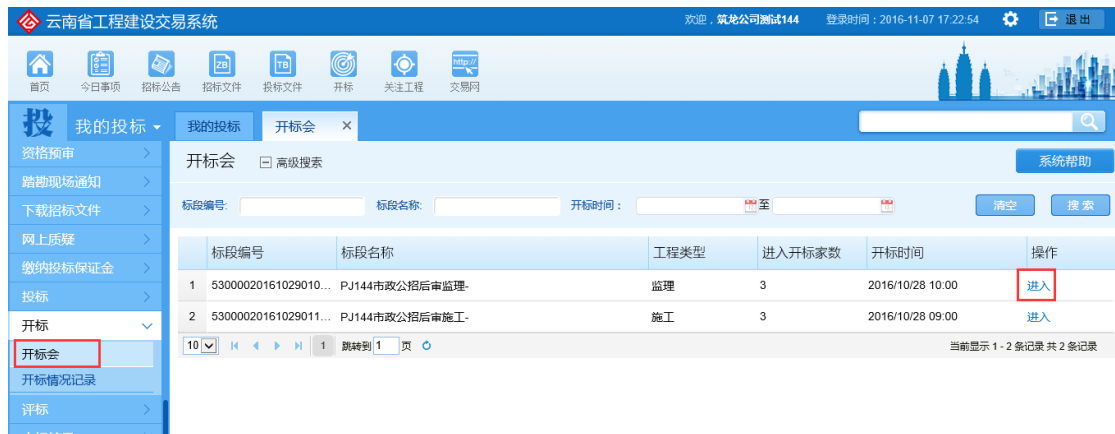 云南省工程建设交易系统
欢迎，筑龙公司测试144 登录时间：2016-11-07 17:22:54 退出
ZB TB http://
首页 今日事项 招标公告 招标文件 投标文件 开标 关注工程 交易网
投 我的投标 我的投标 开标会 ×
资格预审
踏勘现场通知
下载招标文件
网上质疑
缴纳投标保证金
投标
开标
开标会
开标情况记录
评标
开标会 高级搜索 系统帮助
标段编号: 标段名称: 开标时间： 至 清空 搜索
标段编号 标段名称 工程类型 进入开标家数 开标时间 操作
1 53000020161029010... PJ144市政公招后审监理- 监理 3 2016/10/28 10:00 进入
2 53000020161029011... PJ144市政公招后审施工- 施工 3 2016/10/28 09:00 进入
10 1 跳转到 1 页 当前显示 1 - 2 条记录 共 2 条记录